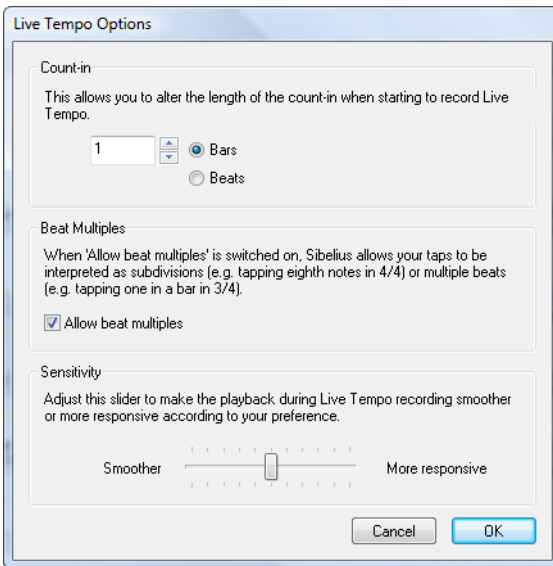 Live Tempo Options
Count-in
This allows you to alter the length of the count-in when starting to record Live
Tempo.
1
Bars
Beats
Beat Multiples
When 'Allow beat multiples' is switched on, Sibelius allows your taps to be
interpreted as subdivisions (e.g. tapping eighth notes in 4/4) or multiple beats
(e.g. tapping one in a bar in 3/4).
Allow beat multiples
Sensitivity
Adjust this slider to make the playback during Live Tempo recording smoother
or more responsive according to your preference.
Smoother More responsive
Cancel OK